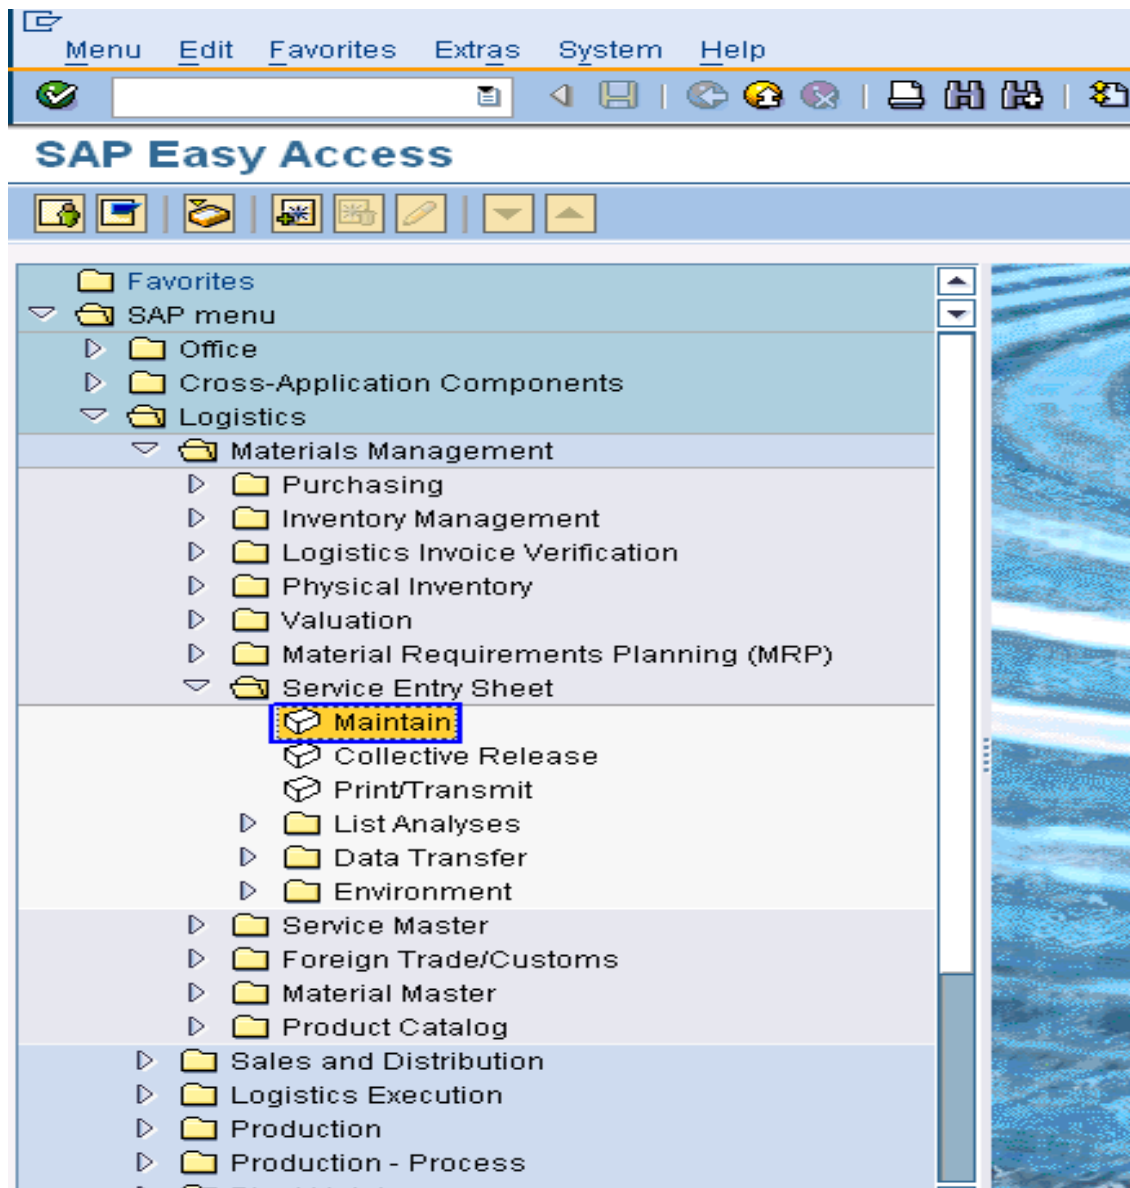 Menu Edit Favorites Extras System Help
SAP Easy Access
Favorites
SAP menu
Office
Cross-Application Components
Logistics
Materials Management
Purchasing
Inventory Management
Logistics Invoice Verification
Physical Inventory
Valuation
Material Requirements Planning (MRP)
Service Entry Sheet
Maintain
Collective Release
Print/Transmit
List Analyses
Data Transfer
Environment
Service Master
Foreign Trade/Customs
Material Master
Product Catalog
Sales and Distribution
Logistics Execution
Production
Production - Process